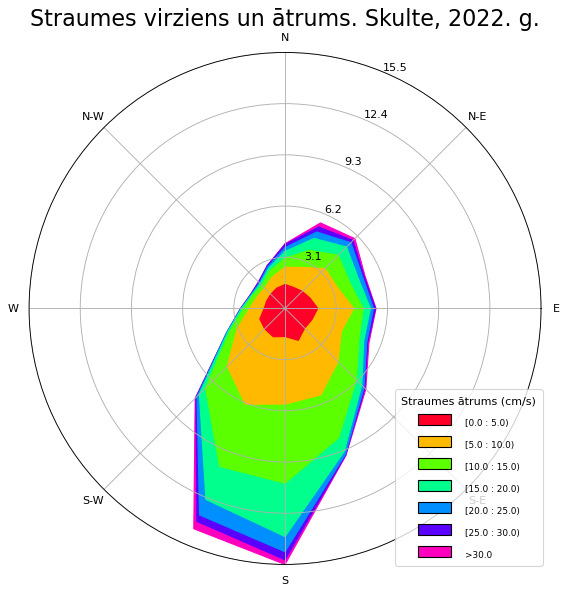 Straumes virziens un ātrums. Skulte, 2022. g.
N
15.5
N-W
N-E
12.4
9.3
6.2
3.1
W
E
Straumes ātrums (cm/s)
[0.0 : 5.0)
[5.0 : 10.0)
[10.0 : 15.0)
[15.0 : 20.0)
S-W
S-E
[20.0 : 25.0)
[25.0 : 30.0)
>30.0
S